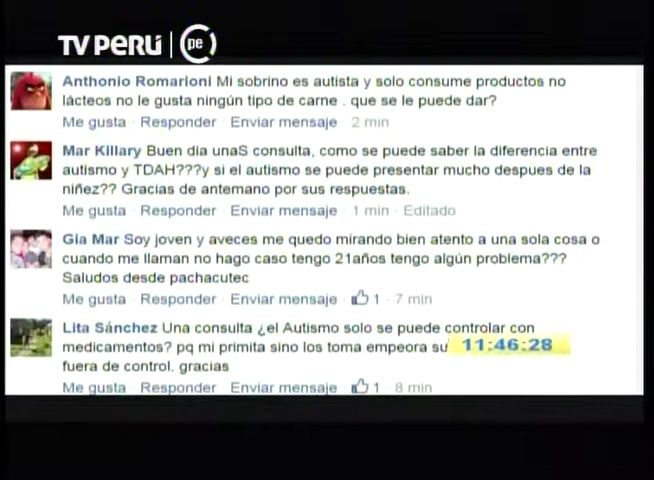 TV PERÚ | pe
Anthonio Romarioni Mi sobrino es autista y solo consume productos no
lácteos no le gusta ningún tipo de carne . que se le puede dar?
Me gusta · Responder · Enviar mensaje · 2 min
Mar Killary Buen dia unaS consulta, como se puede saber la diferencia entre
autismo y TDAH???y si el autismo se puede presentar mucho despues de la
niñez?? Gracias de antemano por sus respuestas.
Me gusta · Responder · Enviar mensaje · 1 min · Editado
Gia Mar Soy joven y aveces me quedo mirando bien atento a una sola cosa o
cuando me llaman no hago caso tengo 21años tengo algún problema???
Saludos desde pachacutec
Me gusta · Responder · Enviar mensaje · 1 · 7 min
Lita Sánchez Una consulta ¿el Autismo solo se puede controlar con
medicamentos? pq mi primita sino los toma empeora su 11:46:28
fuera de control. gracias
Me gusta · Responder · Enviar mensaje · 1 · 8 min